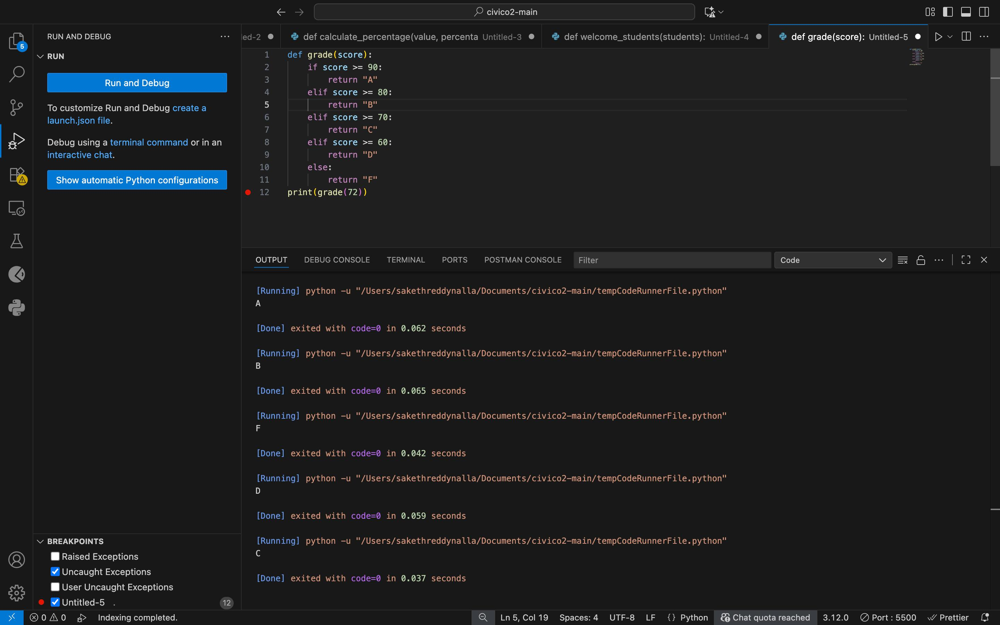 civico2-main
RUN AND DEBUG
led-2
def calculate_percentage(value, percenta Untitled-3
def welcome_students(students): Untitled-4
def grade(score): Untitled-5
5
RUN
Run and Debug
To customize Run and Debug create a
launch.json file.
Debug using a terminal command or in an
interactive chat.
Show automatic Python configurations
1 def grade(score):
2     if score >= 90:
3         return "A"
4     elif score >= 80:
5         return "B"
6     elif score >= 70:
7         return "C"
8     elif score >= 60:
9         return "D"
10     else:
11         return "F"
12 print(grade(72))
OUTPUT DEBUG CONSOLE TERMINAL PORTS POSTMAN CONSOLE Filter Code
[Running] python -u "/Users/sakethreddynalla/Documents/civico2-main/tempCodeRunnerFile.python"
A
[Done] exited with code=0 in 0.062 seconds
[Running] python -u "/Users/sakethreddynalla/Documents/civico2-main/tempCodeRunnerFile.python"
B
[Done] exited with code=0 in 0.065 seconds
[Running] python -u "/Users/sakethreddynalla/Documents/civico2-main/tempCodeRunnerFile.python"
F
[Done] exited with code=0 in 0.042 seconds
[Running] python -u "/Users/sakethreddynalla/Documents/civico2-main/tempCodeRunnerFile.python"
D
[Done] exited with code=0 in 0.059 seconds
[Running] python -u "/Users/sakethreddynalla/Documents/civico2-main/tempCodeRunnerFile.python"
C
[Done] exited with code=0 in 0.037 seconds
BREAKPOINTS
Raised Exceptions
Uncaught Exceptions
User Uncaught Exceptions
Untitled-5 . 12
0 0 Indexing completed. Ln 5, Col 19 Spaces: 4 UTF-8 LF {} Python Chat quota reached 3.12.0 Port : 5500 Prettier